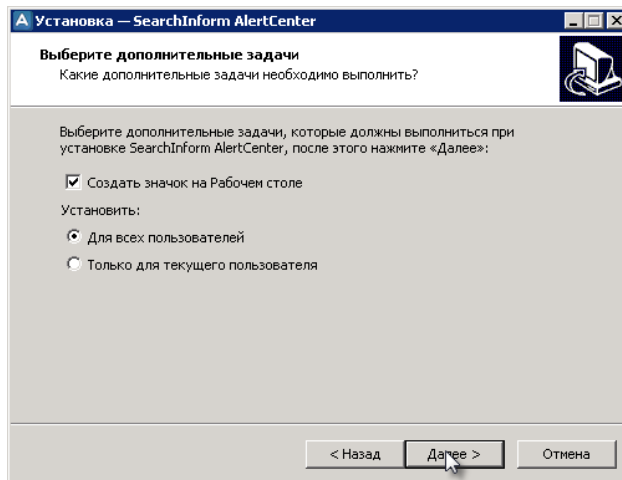 Установка — SearchInform AlertCenter
Выберите дополнительные задачи
Какие дополнительные задачи необходимо выполнить?
Выберите дополнительные задачи, которые должны выполниться при
установке SearchInform AlertCenter, после этого нажмите «Далее»:
Создать значок на Рабочем столе
Установить:
Для всех пользователей
Только для текущего пользователя
< Назад
Далее >
Отмена